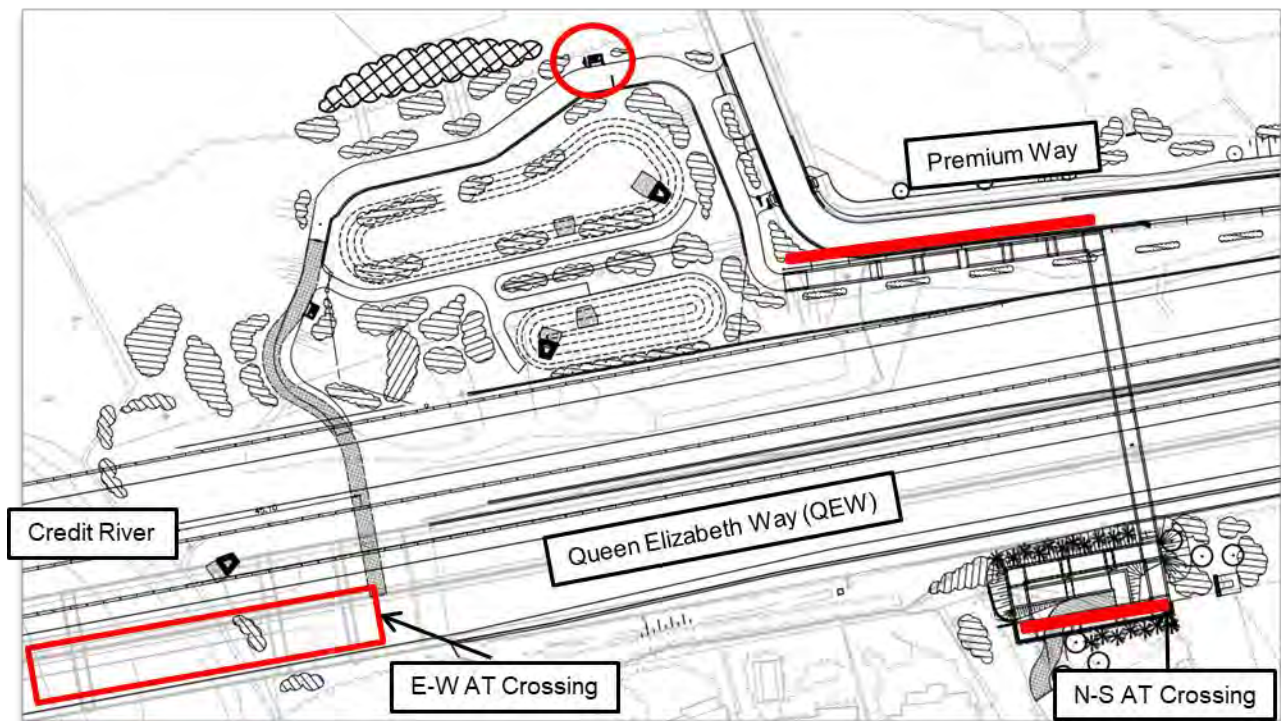 Premium Way
Queen Elizabeth Way (QEW)
Credit River
E-W AT Crossing
N-S AT Crossing